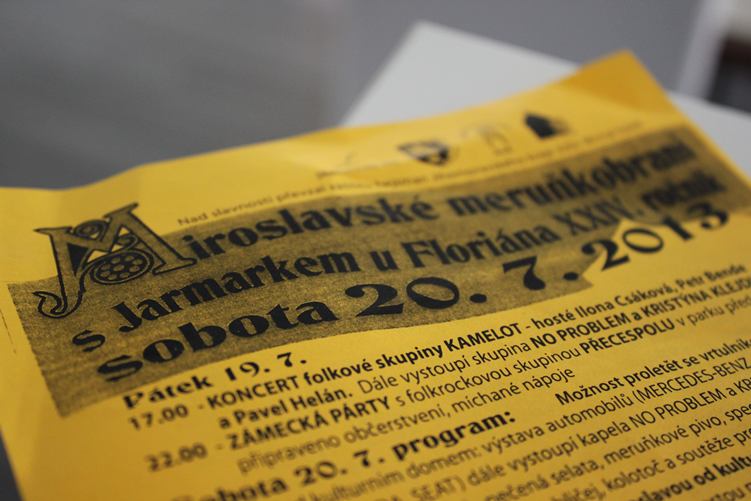 Nad slavností převzal
Miroslavské meruňkobraní
s Jarmarkem u Floriána XXIV. ročník
sobota 20. 7. 2013
Pátek 19. 7.
17.00 - KONCERT folkové skupiny KAMELOT - hosté Ilona Csáková, Petr Bende
a Pavel Helán. Dále vystoupí skupina NO PROBLEM a KRISTÝNA KLEJD
22.00 - ZÁMECKÁ PÁRTY s folkrockovou skupinou PŘECESPOLU v parku
připraveno občerstvení, míchané nápoje
Možnost proletět se vrtulník
Sobota 20. 7. program:
kulturním domem: výstava automobilů (MERCEDES-BENZ
SEAT) dále vystoupí kapela NO PROBLEM a
pečená selata, meruňkové pivo,
kolotoč a soutěže